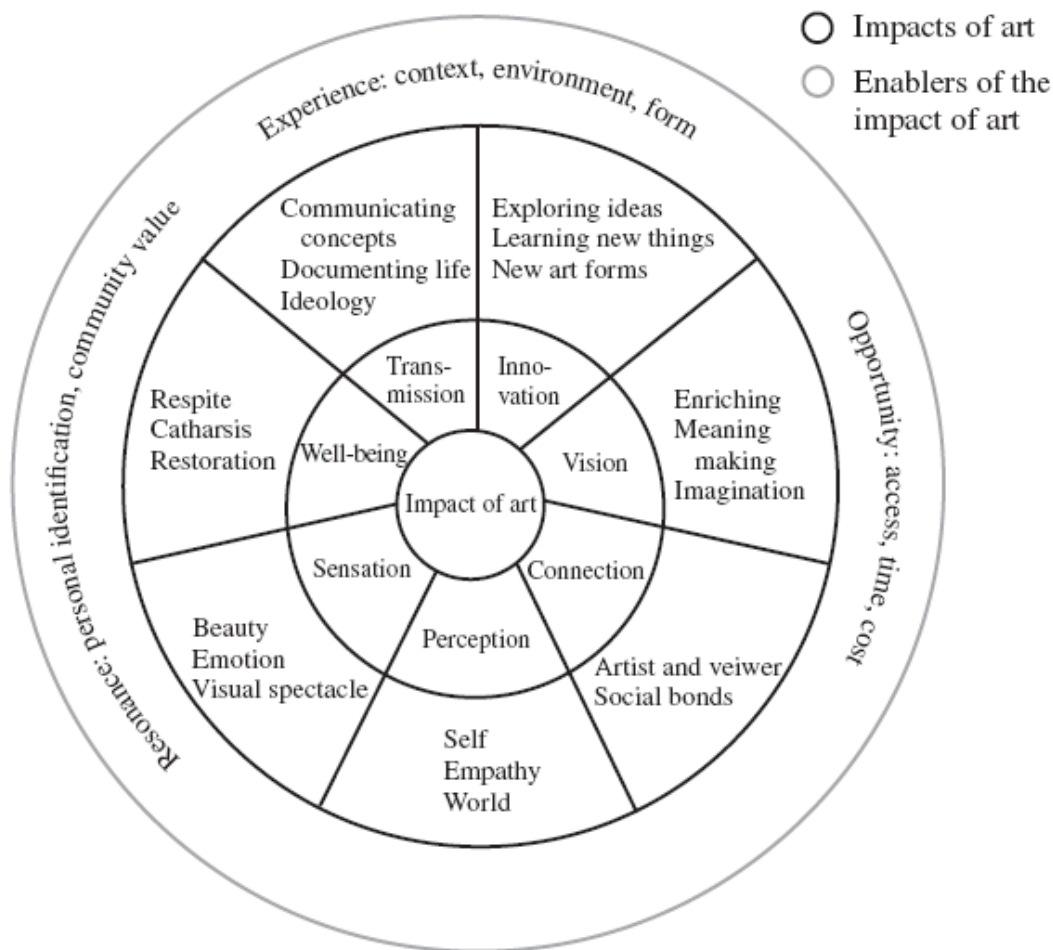 Impacts of art
Enablers of the
impact of art
Experience: context, environment, form
Opportunity: access, time, cost
Resonance: personal identification, community value
Communicating
concepts
Documenting life
Ideology
Exploring ideas
Learning new things
New art forms
Trans-
mission
Inno-
vation
Respite
Catharsis
Restoration
Well-being
Vision
Enriching
Meaning
making
Imagination
Impact of art
Sensation
Connection
Perception
Beauty
Emotion
Visual spectacle
Artist and veiwer
Social bonds
Self
Empathy
World